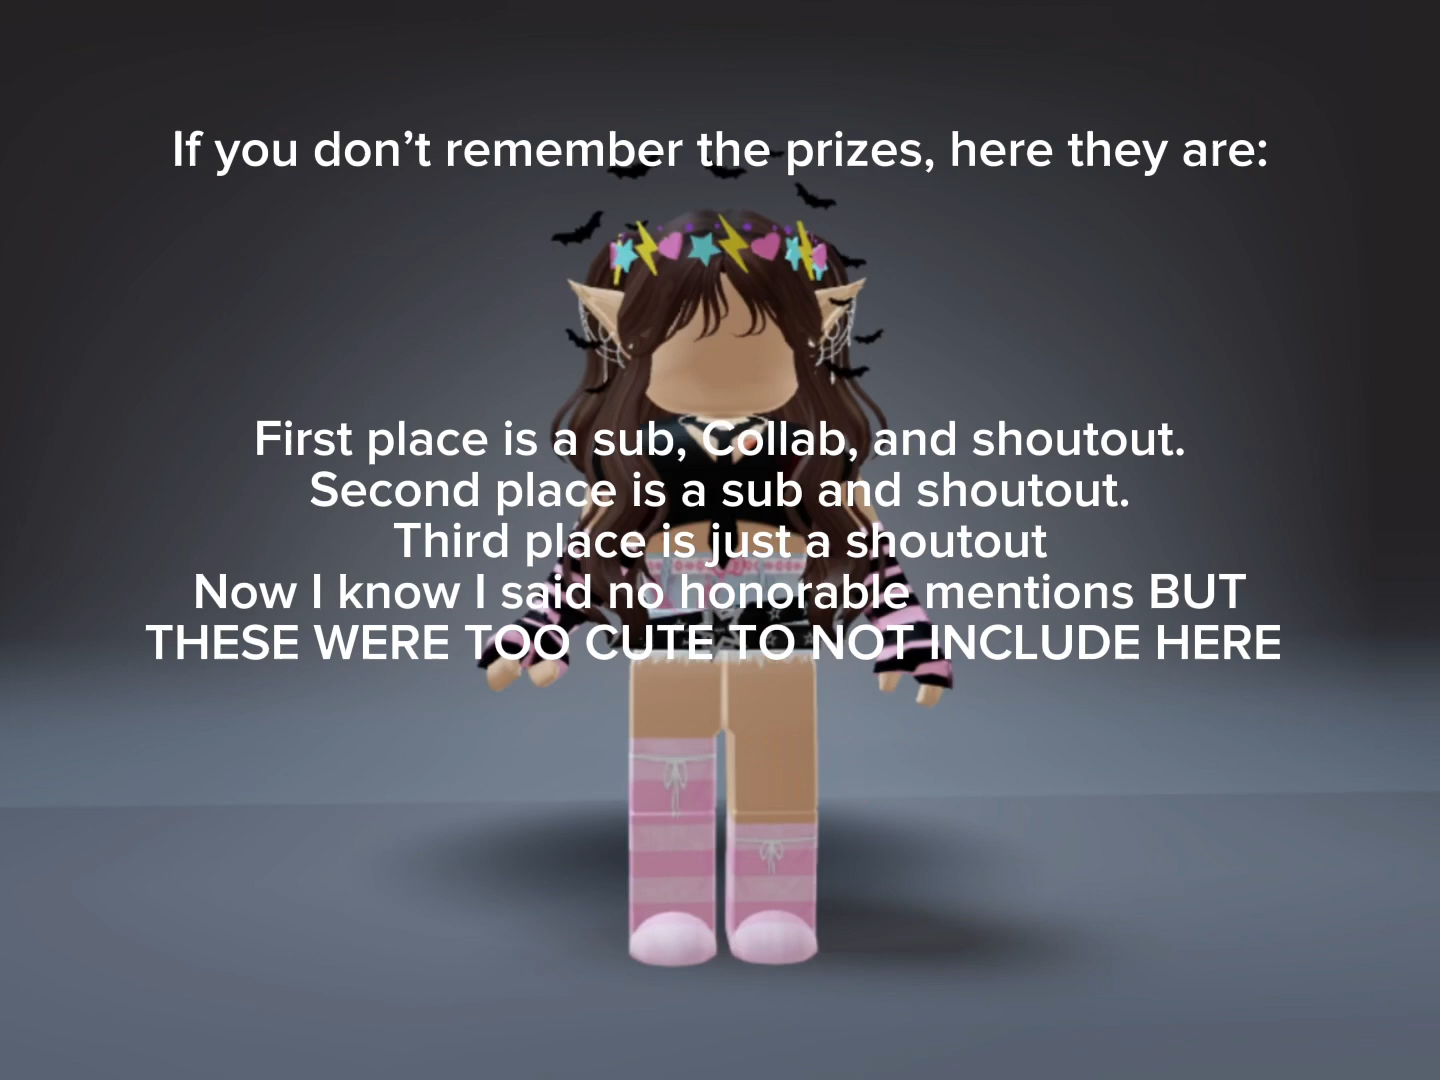 If you don’t remember the prizes, here they are:
First place is a sub, Collab, and shoutout.
Second place is a sub and shoutout.
Third place is just a shoutout
Now I know I said no honorable mentions BUT
THESE WERE TOO CUTE TO NOT INCLUDE HERE